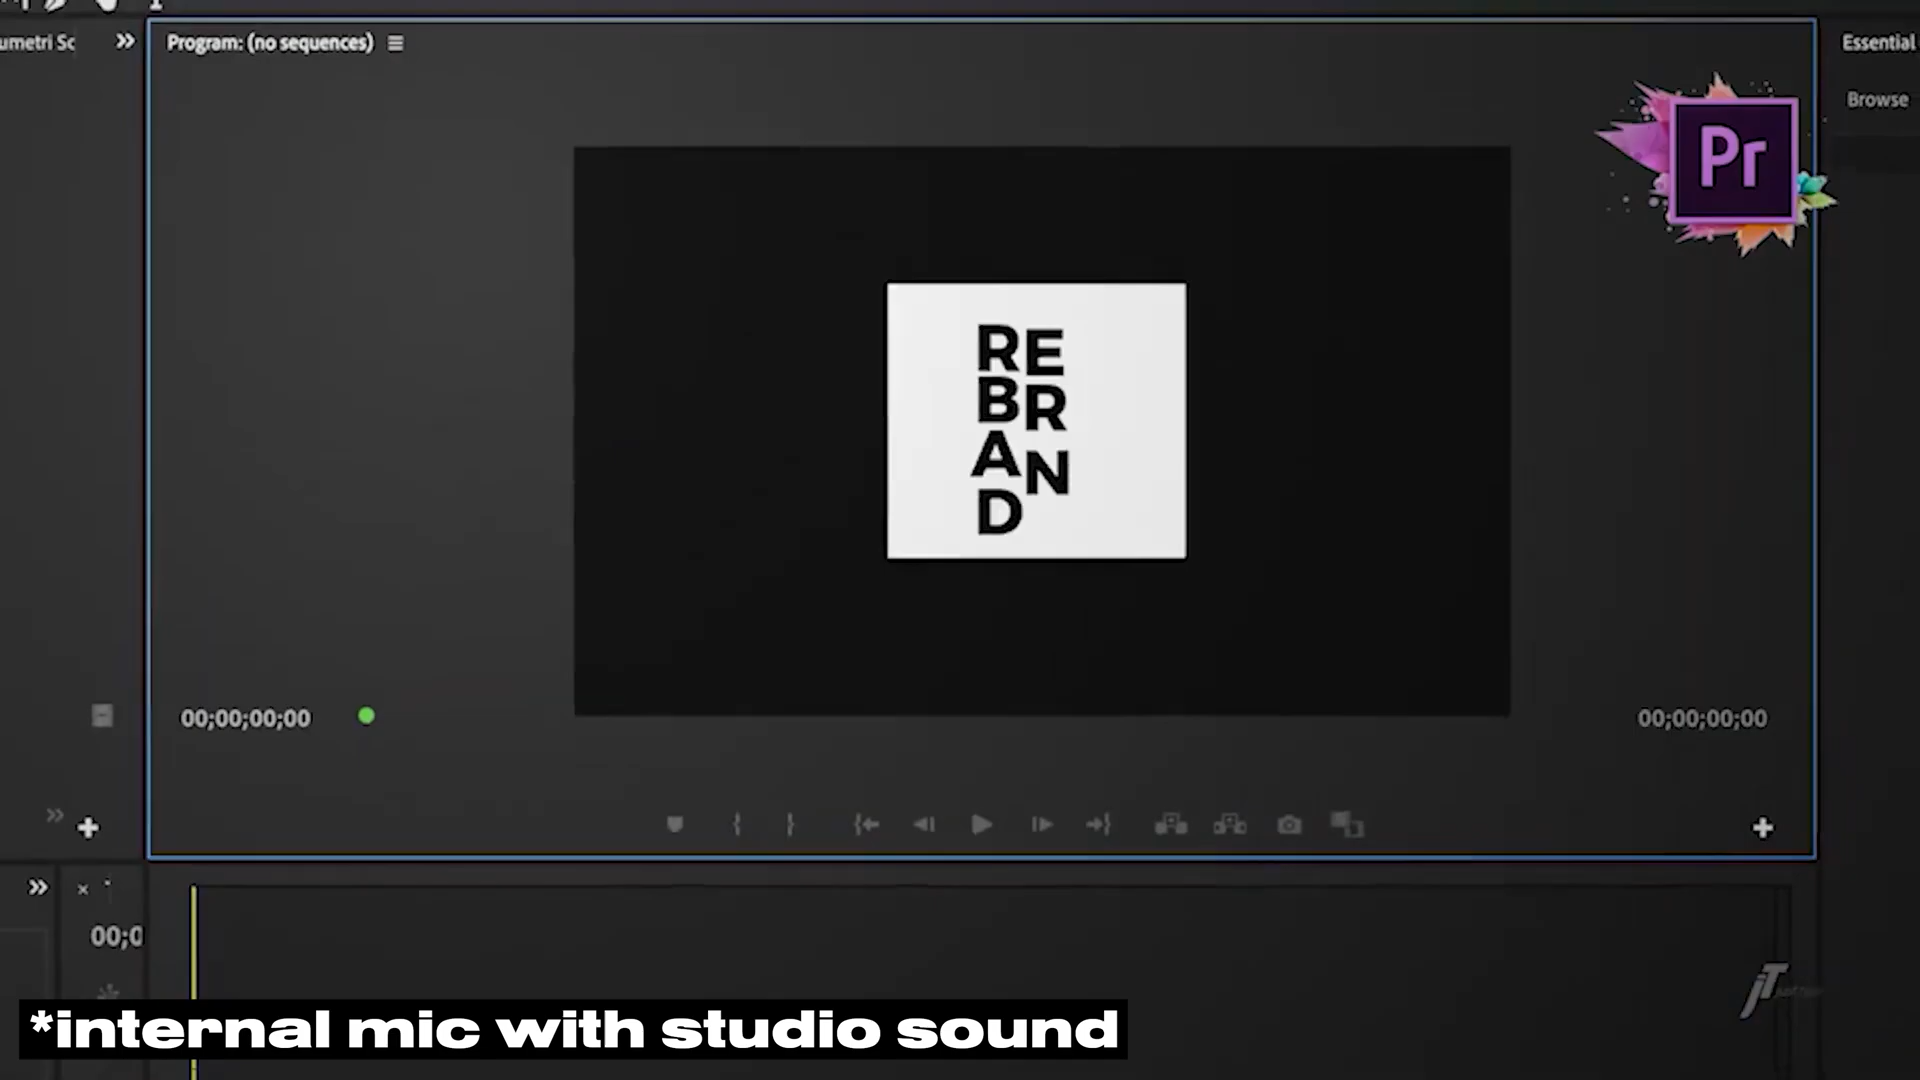 umetri Sc
Program: (no sequences)
Essential
Browse
Pr
RE
BR
AN
D
00;00;00;00
00;00;00;00
00;0
jT
*internal mic with studio sound